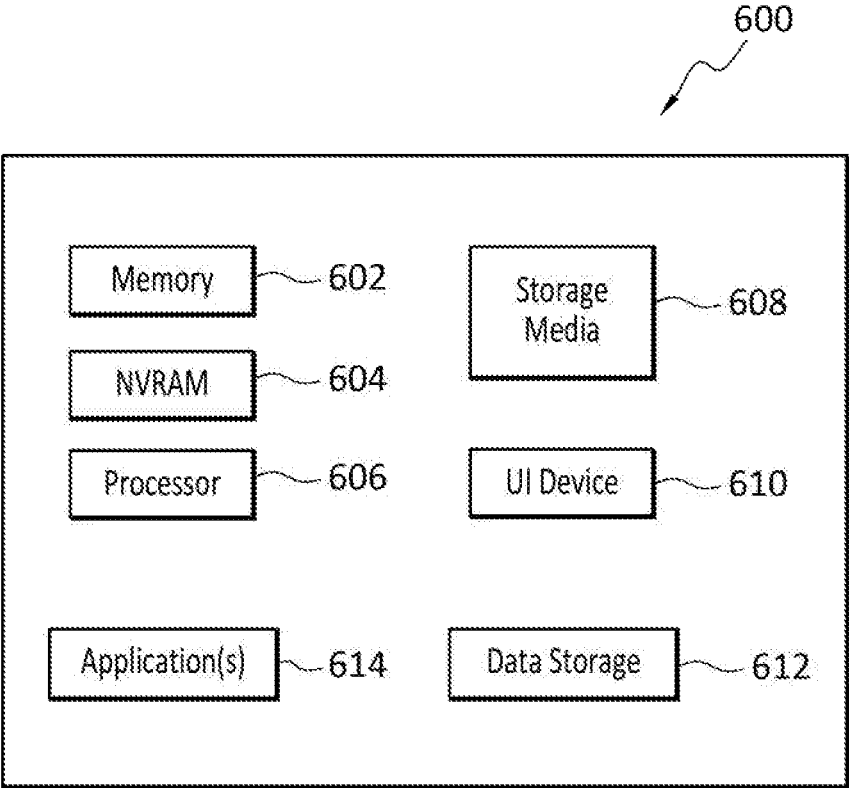 600
Memory
602
NVRAM
604
Processor
606
Storage
Media
608
UI Device
610
Application(s)
614
Data Storage
612